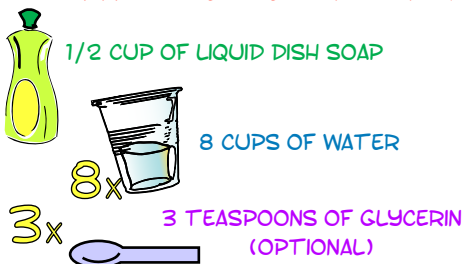 1/2 CUP OF LIQUID DISH SOAP
8 CUPS OF WATER
8x
3x
3 TEASPOONS OF GLYCERIN
(OPTIONAL)